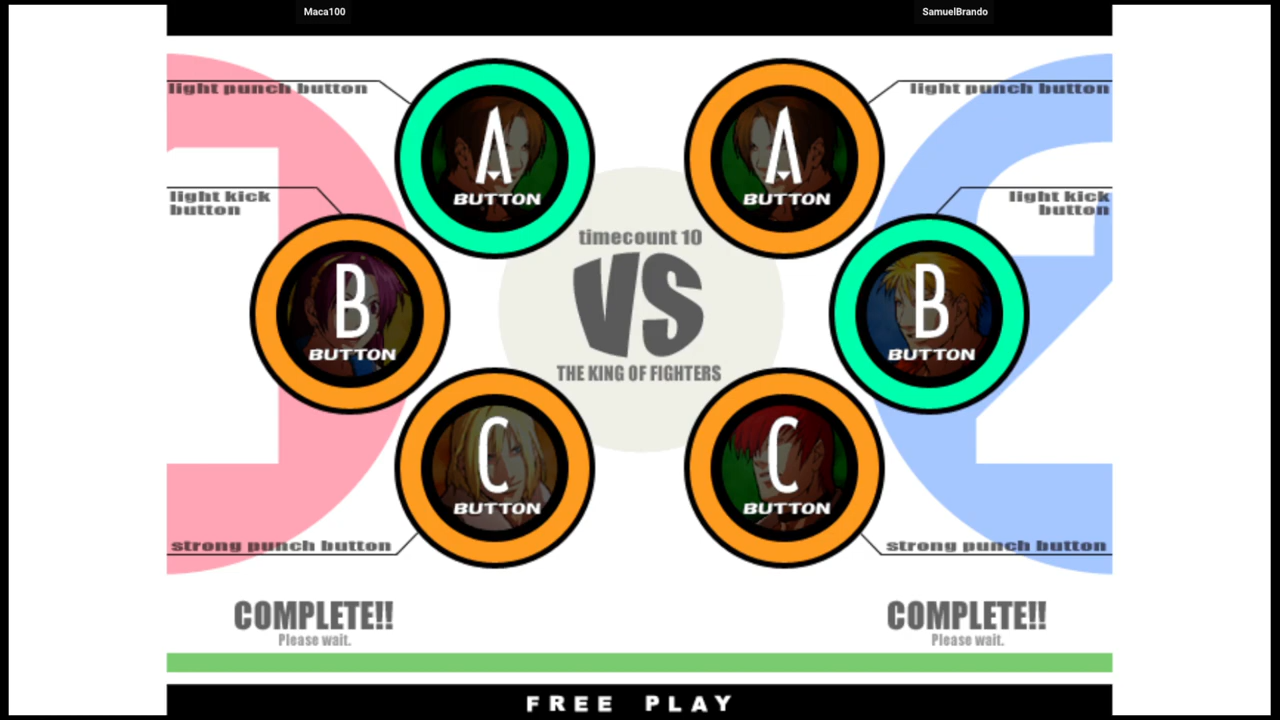 Maca100
SamuelBrando
light punch button
light punch button
A
BUTTON
A
BUTTON
light kick
button
light kick
button
timecount 10
VS
THE KING OF FIGHTERS
B
BUTTON
B
BUTTON
C
BUTTON
C
BUTTON
strong punch button
strong punch button
COMPLETE!!
Please wait.
COMPLETE!!
Please wait.
FREE PLAY